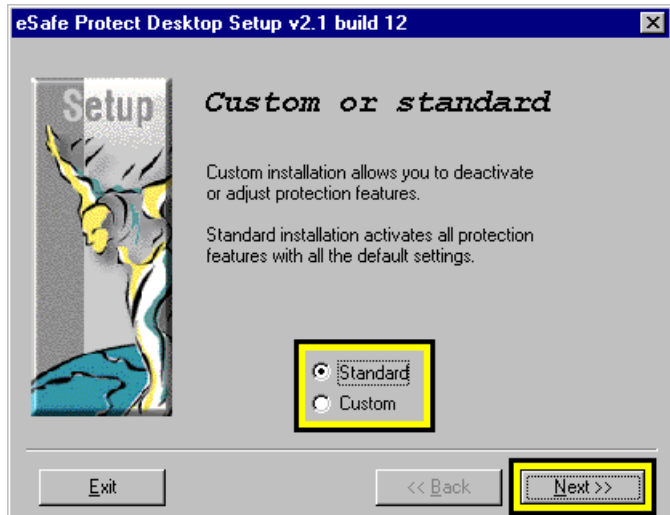 eSafe Protect Desktop Setup v2.1 build 12
Setup
Custom or standard
Custom installation allows you to deactivate
or adjust protection features.
Standard installation activates all protection
features with all the default settings.
Standard
Custom
Exit
<< Back
Next >>